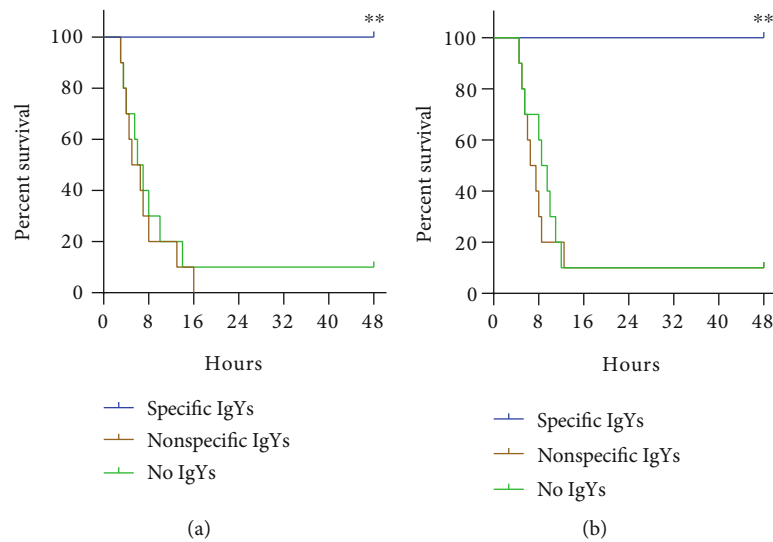 **
100
80
60
40
20
0
Percent survival
0 8 16 24 32 40 48
Hours
Specific IgYs
Nonspecific IgYs
No IgYs
(a)
**
100
80
60
40
20
0
Percent survival
0 8 16 24 32 40 48
Hours
Specific IgYs
Nonspecific IgYs
No IgYs
(b)